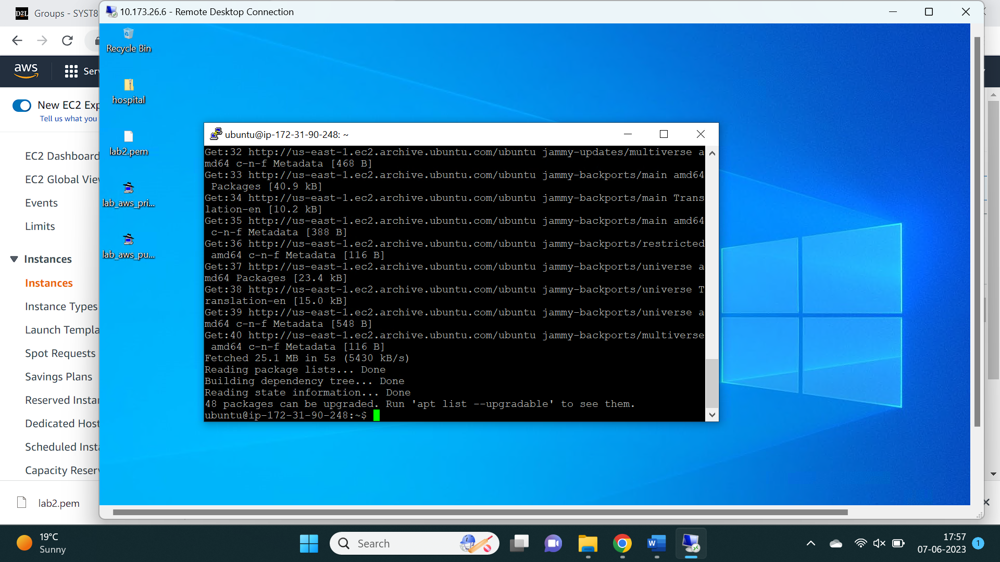 D2L Groups - SYST8
10.173.26.6 - Remote Desktop Connection
aws
Serv
New EC2 Exp
Tell us what you
EC2 Dashboard
EC2 Global Vie
Events
Limits
Instances
Instances
Instance Types
Launch Templa
Spot Requests
Savings Plans
Reserved Instar
Dedicated Host
Scheduled Insta
Capacity Reserv
lab2.pem
Recycle Bin
hospital
lab2.pem
lab_aws_pri...
lab_aws_pu...
ubuntu@ip-172-31-90-248: ~
Get:32 http://us-east-1.ec2.archive.ubuntu.com/ubuntu jammy-updates/multiverse a
md64 c-n-f Metadata [468 B]
Get:33 http://us-east-1.ec2.archive.ubuntu.com/ubuntu jammy-backports/main amd64
Packages [40.9 kB]
Get:34 http://us-east-1.ec2.archive.ubuntu.com/ubuntu jammy-backports/main Trans
lation-en [10.2 kB]
Get:35 http://us-east-1.ec2.archive.ubuntu.com/ubuntu jammy-backports/main amd64
c-n-f Metadata [388 B]
Get:36 http://us-east-1.ec2.archive.ubuntu.com/ubuntu jammy-backports/restricted
amd64 c-n-f Metadata [116 B]
Get:37 http://us-east-1.ec2.archive.ubuntu.com/ubuntu jammy-backports/universe a
md64 Packages [23.4 kB]
Get:38 http://us-east-1.ec2.archive.ubuntu.com/ubuntu jammy-backports/universe T
ranslation-en [15.0 kB]
Get:39 http://us-east-1.ec2.archive.ubuntu.com/ubuntu jammy-backports/universe a
md64 c-n-f Metadata [548 B]
Get:40 http://us-east-1.ec2.archive.ubuntu.com/ubuntu jammy-backports/multiverse
amd64 c-n-f Metadata [116 B]
Fetched 25.1 MB in 5s (5430 kB/s)
Reading package lists... Done
Building dependency tree... Done
Reading state information... Done
48 packages can be upgraded. Run 'apt list --upgradable' to see them.
ubuntu@ip-172-31-90-248:~$
19°C
Sunny
Search
W
17:57
07-06-2023
1